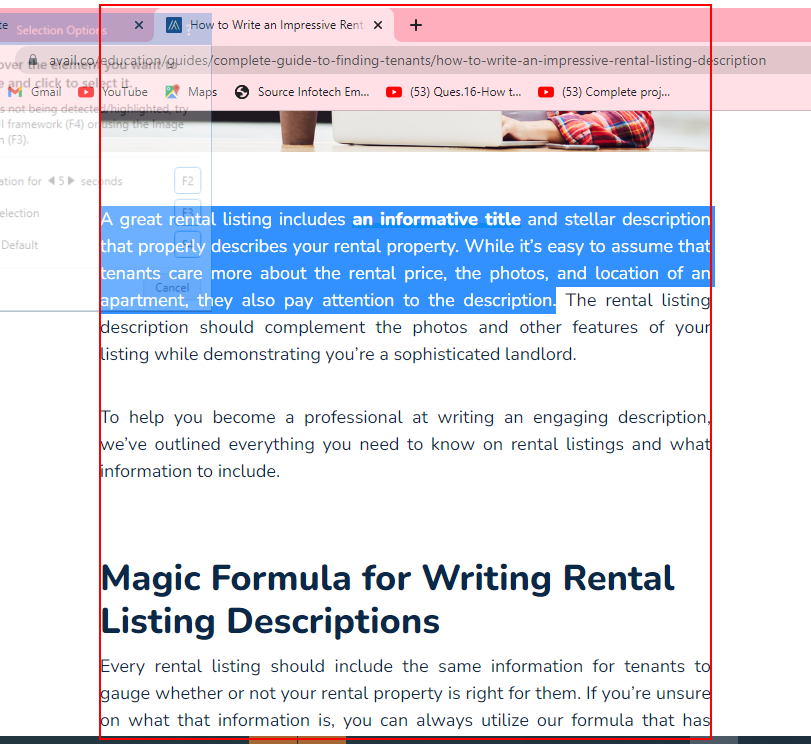 te
Selection Options
How to Write an Impressive Rent
avail.co/education/guides/complete-guide-to-finding-tenants/how-to-write-an-impressive-rental-listing-description
over the element you want to
e and click to select it.
Gmail
YouTube
Maps
Source Infotech Em...
(53) Ques.16-How t...
(53) Complete proj...
s not being detected/highlighted, try
I framework (F4) or using the Image
n (F3).
ation for 5 seconds
F2
election
F3
Default
Cancel
A great rental listing includes an informative title and stellar description
that properly describes your rental property. While it’s easy to assume that
tenants care more about the rental price, the photos, and location of an
apartment, they also pay attention to the description. The rental listing
description should complement the photos and other features of your
listing while demonstrating you’re a sophisticated landlord.
To help you become a professional at writing an engaging description,
we’ve outlined everything you need to know on rental listings and what
information to include.
Magic Formula for Writing Rental
Listing Descriptions
Every rental listing should include the same information for tenants to
gauge whether or not your rental property is right for them. If you’re unsure
on what that information is, you can always utilize our formula that has